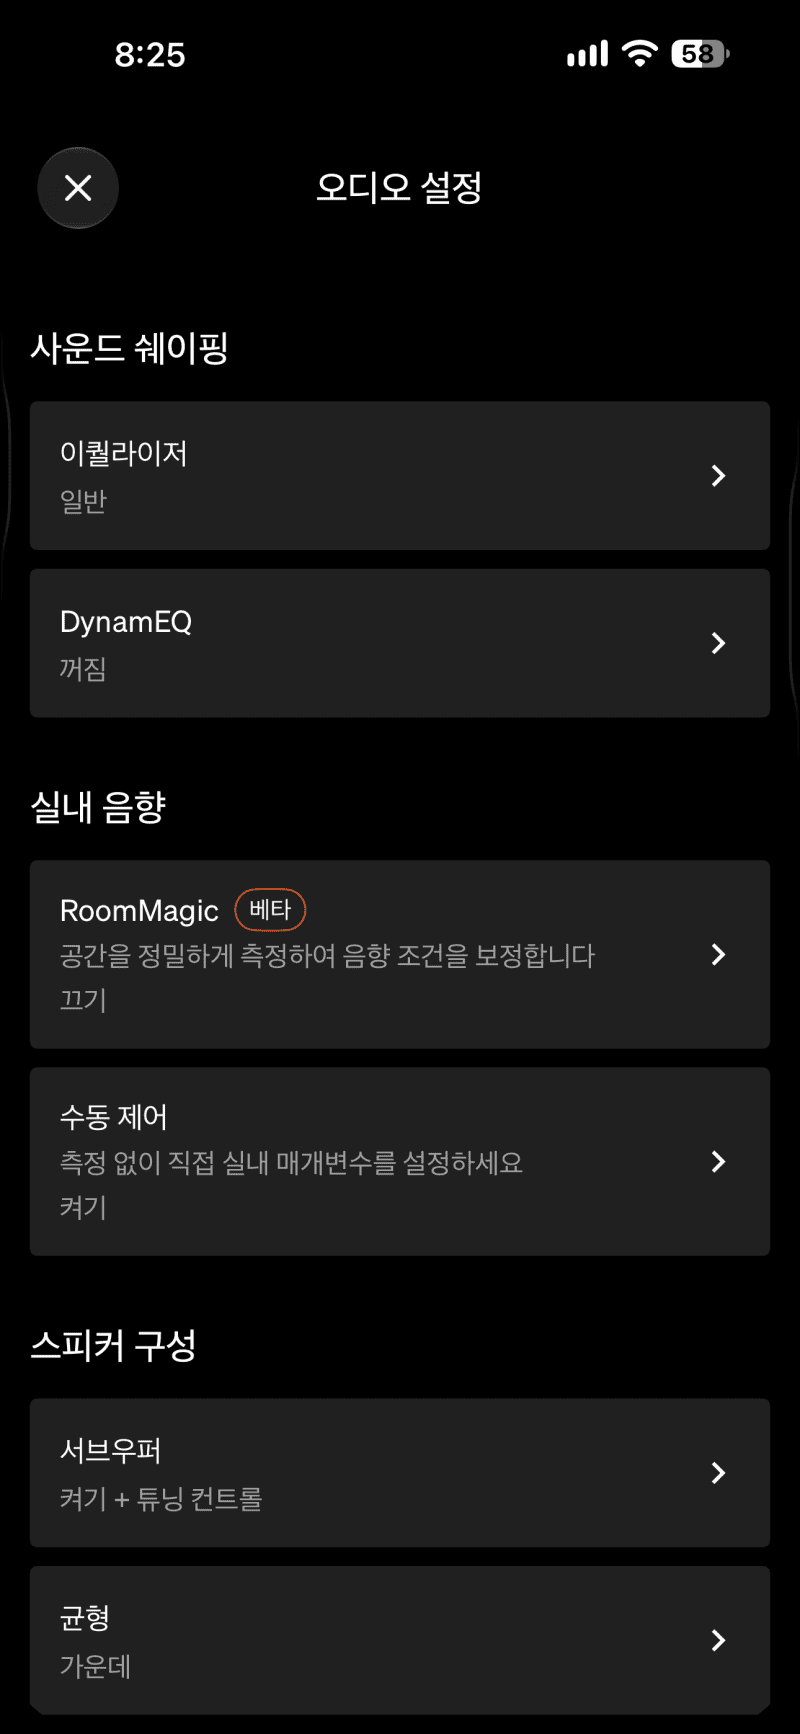 8:25
58
오디오 설정
사운드 쉐이핑
이퀄라이저
일반
DynamEQ
꺼짐
실내 음향
RoomMagic 베타
공간을 정밀하게 측정하여 음향 조건을 보정합니다
끄기
수동 제어
측정 없이 직접 실내 매개변수를 설정하세요
켜기
스피커 구성
서브우퍼
켜기 + 튜닝 컨트롤
균형
가운데